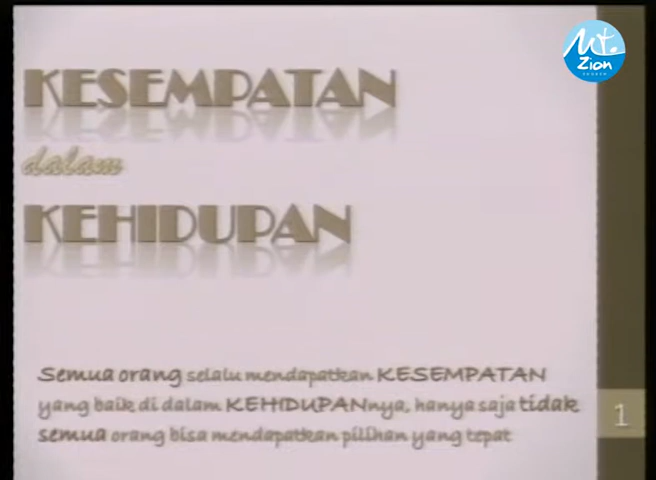 Mt.
Zion
KESEMPATAN
dalam
KEHIDUPAN
Semua orang selalu mendapatkan KESEMPATAN
yang baik di dalam KEHIDUPANnya, hanya saja tidak
semua orang bisa mendapatkan pilihan yang tepat
1